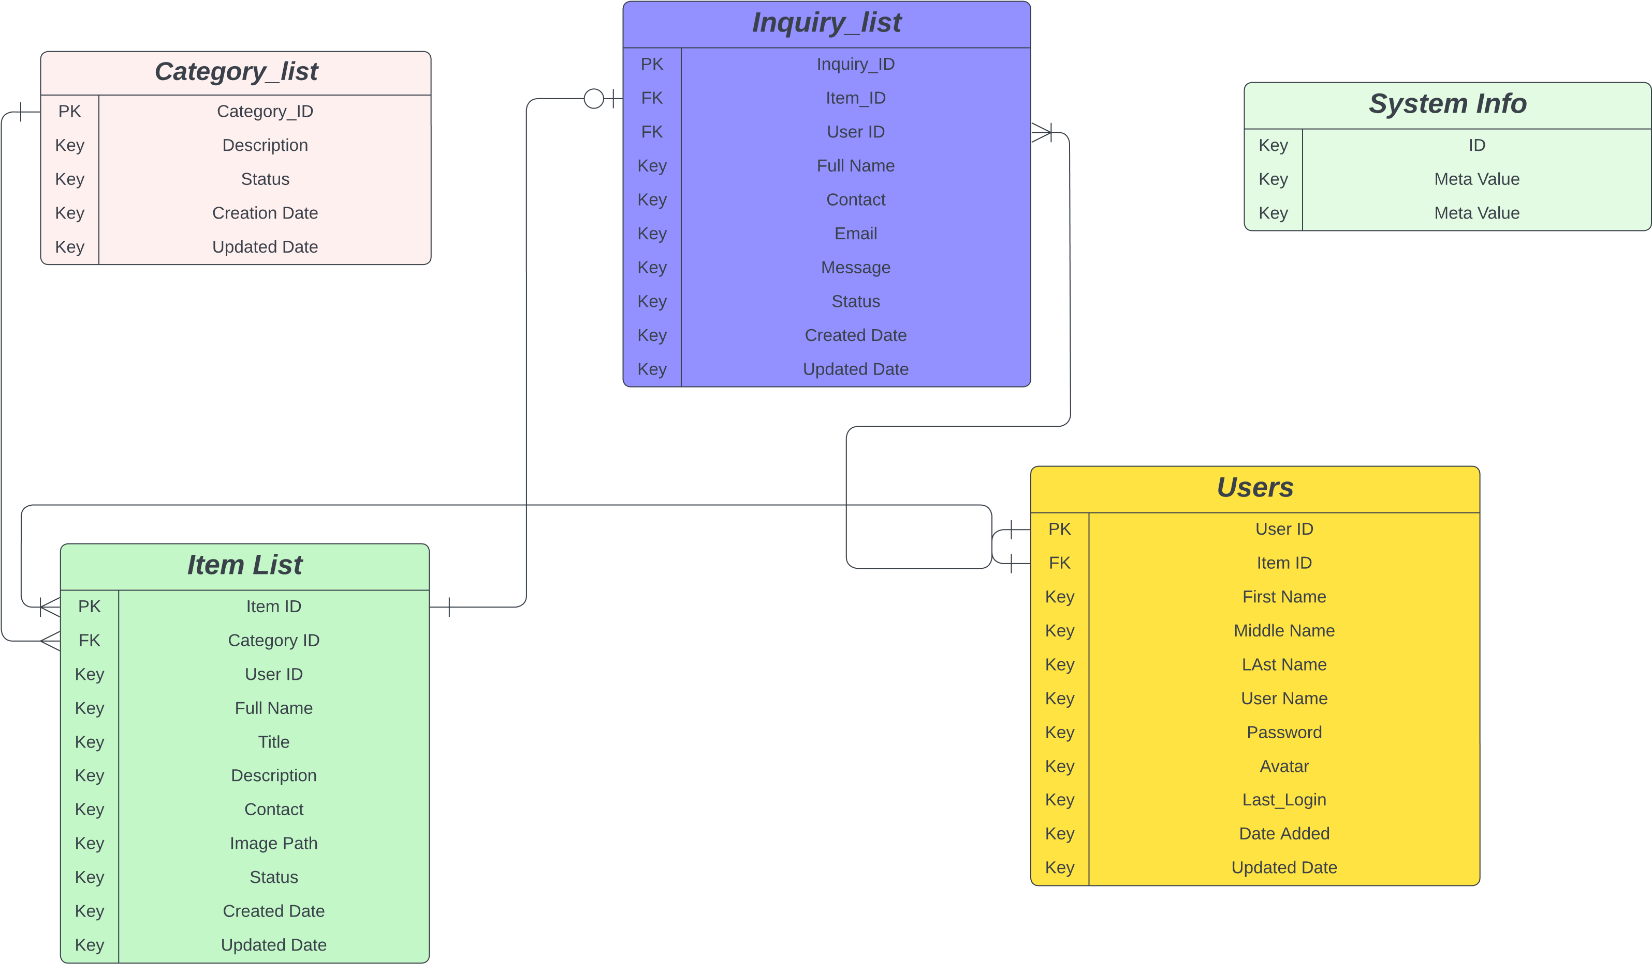 Category_list
PK Category_ID
Key Description
Key Status
Key Creation Date
Key Updated Date
Inquiry_list
PK Inquiry_ID
FK Item_ID
FK User ID
Key Full Name
Key Contact
Key Email
Key Message
Key Status
Key Created Date
Key Updated Date
System Info
Key ID
Key Meta Value
Key Meta Value
Item List
PK Item ID
FK Category ID
Key User ID
Key Full Name
Key Title
Key Description
Key Contact
Key Image Path
Key Status
Key Created Date
Key Updated Date
Users
PK User ID
FK Item ID
Key First Name
Key Middle Name
Key LAst Name
Key User Name
Key Password
Key Avatar
Key Last_Login
Key Date Added
Key Updated Date